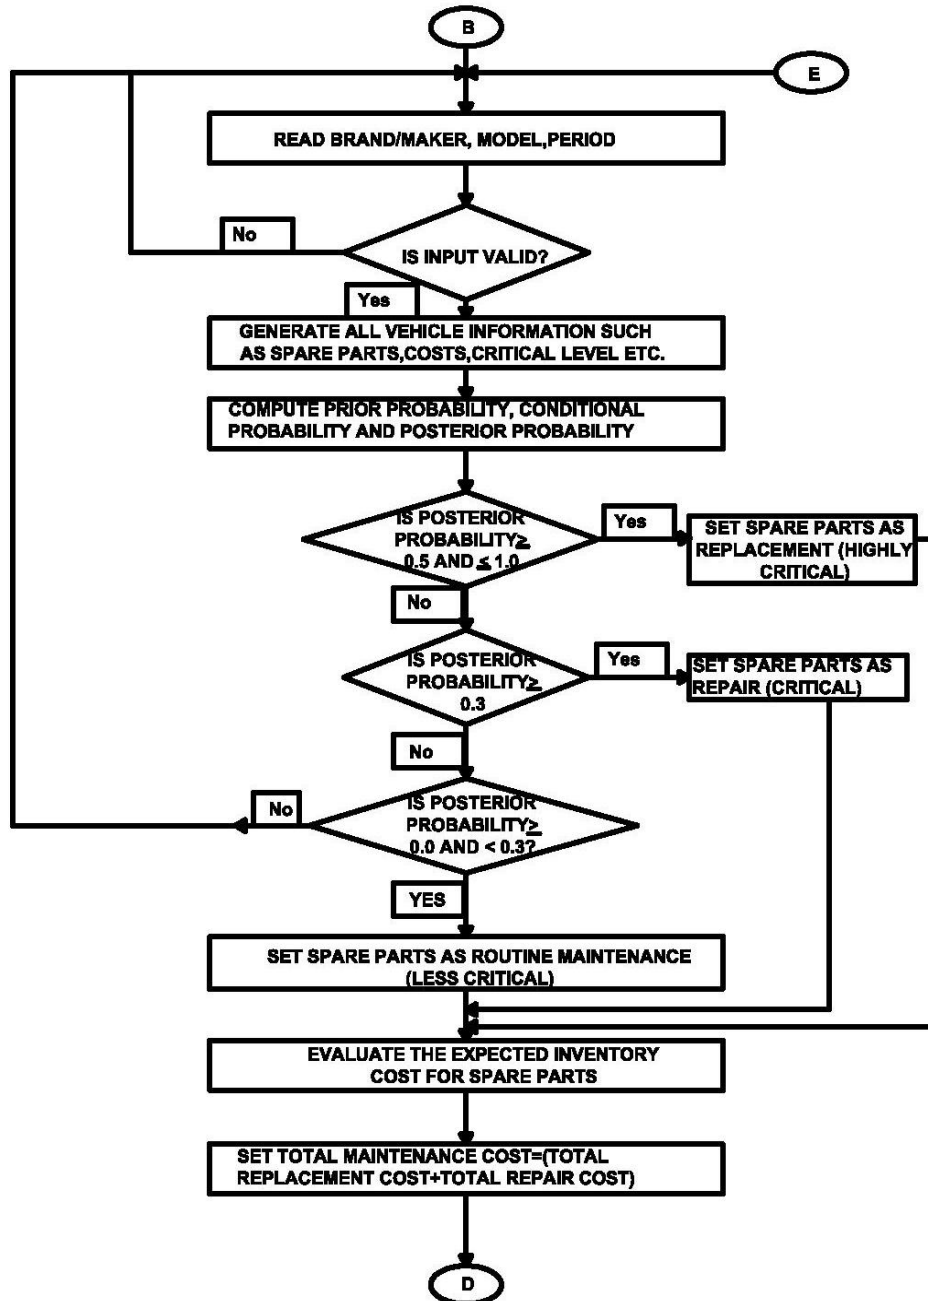 B
E
READ BRAND/MAKER, MODEL,PERIOD
No
IS INPUT VALID?
Yes
GENERATE ALL VEHICLE INFORMATION SUCH
AS SPARE PARTS,COSTS,CRITICAL LEVEL ETC.
COMPUTE PRIOR PROBABILITY, CONDITIONAL
PROBABILITY AND POSTERIOR PROBABILITY
IS POSTERIOR
PROBABILITY≥
0.5 AND ≤ 1.0
Yes
SET SPARE PARTS AS
REPLACEMENT (HIGHLY
CRITICAL)
No
IS POSTERIOR
PROBABILITY≥
0.3
Yes
SET SPARE PARTS AS
REPAIR (CRITICAL)
No
IS POSTERIOR
PROBABILITY≥
0.0 AND < 0.3?
No
YES
SET SPARE PARTS AS ROUTINE MAINTENANCE
(LESS CRITICAL)
EVALUATE THE EXPECTED INVENTORY
COST FOR SPARE PARTS
SET TOTAL MAINTENANCE COST=(TOTAL
REPLACEMENT COST+TOTAL REPAIR COST)
D